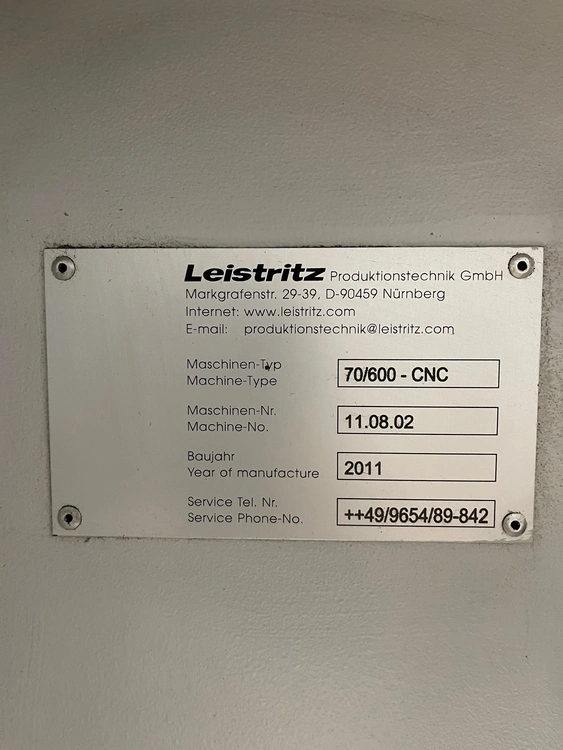 Leistritz Produktionstechnik GmbH
Markgrafenstr. 29-39, D-90459 Nürnberg
Internet: www.leistritz.com
E-mail: produktionstechnik@leistritz.com
Maschinen-Typ
Machine-Type
70/600 - CNC
Maschinen-Nr.
Machine-No.
11.08.02
Baujahr
Year of manufacture
2011
Service Tel. Nr.
Service Phone-No.
++49/9654/89-842